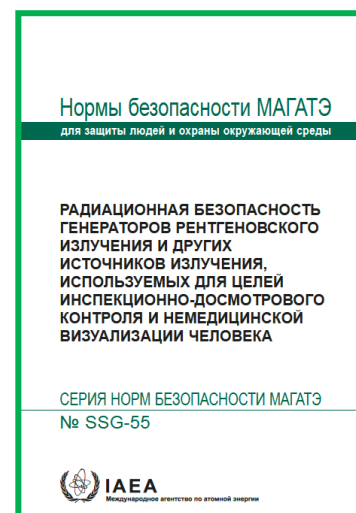 Нормы безопасности МАГАТЭ
для защиты людей и охраны окружающей среды
РАДИАЦИОННАЯ БЕЗОПАСНОСТЬ
ГЕНЕРАТОРОВ РЕНТГЕНОВСКОГО
ИЗЛУЧЕНИЯ И ДРУГИХ
ИСТОЧНИКОВ ИЗЛУЧЕНИЯ,
ИСПОЛЬЗУЕМЫХ ДЛЯ ЦЕЛЕЙ
ИНСПЕКЦИОННО-ДОСМОТРОВОГО
КОНТРОЛЯ И НЕМЕДИЦИНСКОЙ
ВИЗУАЛИЗАЦИИ ЧЕЛОВЕКА
СЕРИЯ НОРМ БЕЗОПАСНОСТИ МАГАТЭ
№ SSG-55
IAEA
Международное агентство по атомной энергии